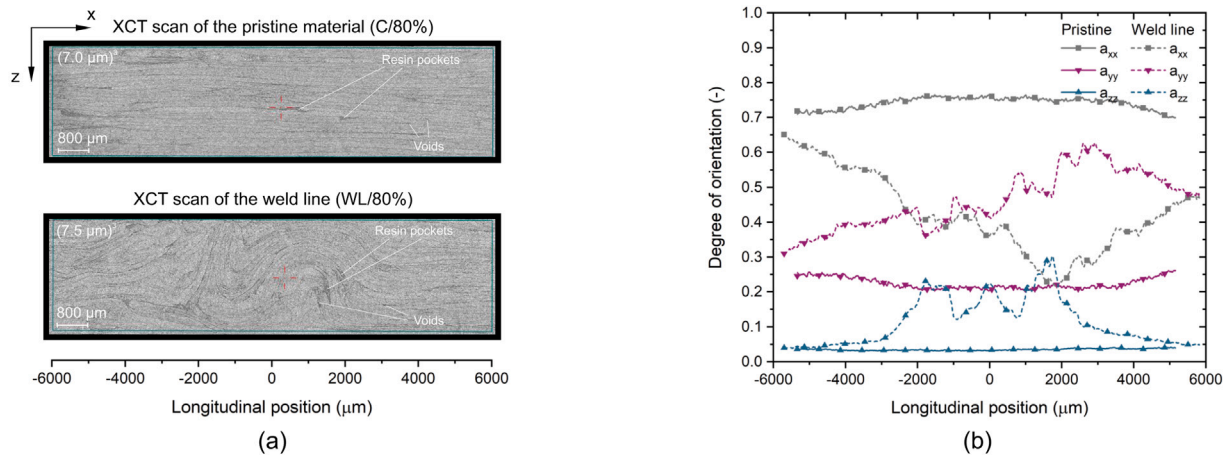 x
z
XCT scan of the pristine material (C/80%)
(7.0 µm)³
Resin pockets
Voids
800 µm
XCT scan of the weld line (WL/80%)
(7.5 µm)³
Resin pockets
Voids
800 µm
-6000 -4000 -2000 0 2000 4000 6000
Longitudinal position (µm)
(a)
Pristine Weld line
a_xx a_xx
a_yy a_yy
a_zz a_zz
Degree of orientation (-)
1.0
0.9
0.8
0.7
0.6
0.5
0.4
0.3
0.2
0.1
0.0
-6000 -4000 -2000 0 2000 4000 6000
Longitudinal position (µm)
(b)